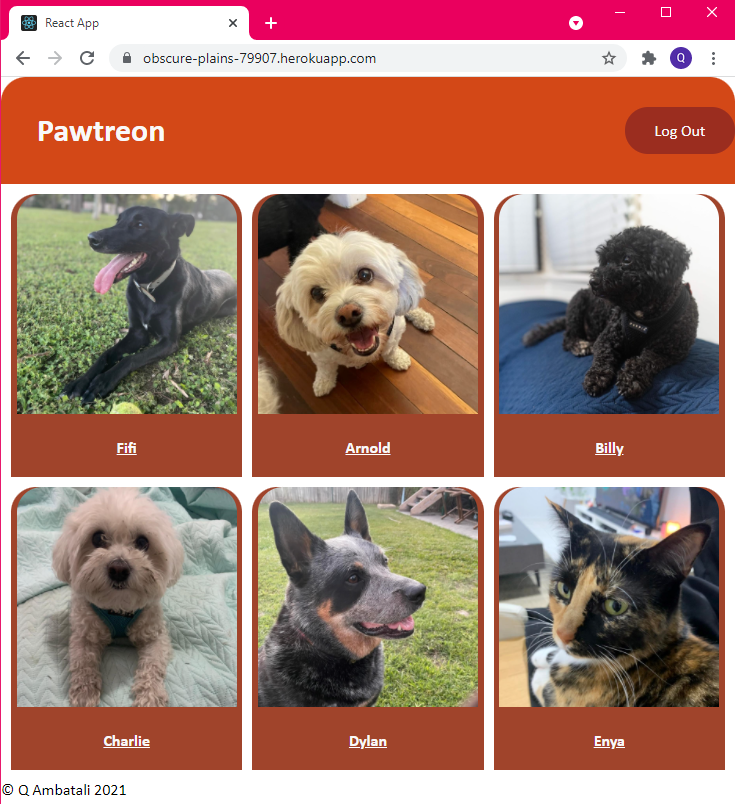 React App
obscure-plains-79907.herokuapp.com
Q
Pawtreon
Log Out
Fifi
Arnold
Billy
Charlie
Dylan
Enya
© Q Ambatali 2021